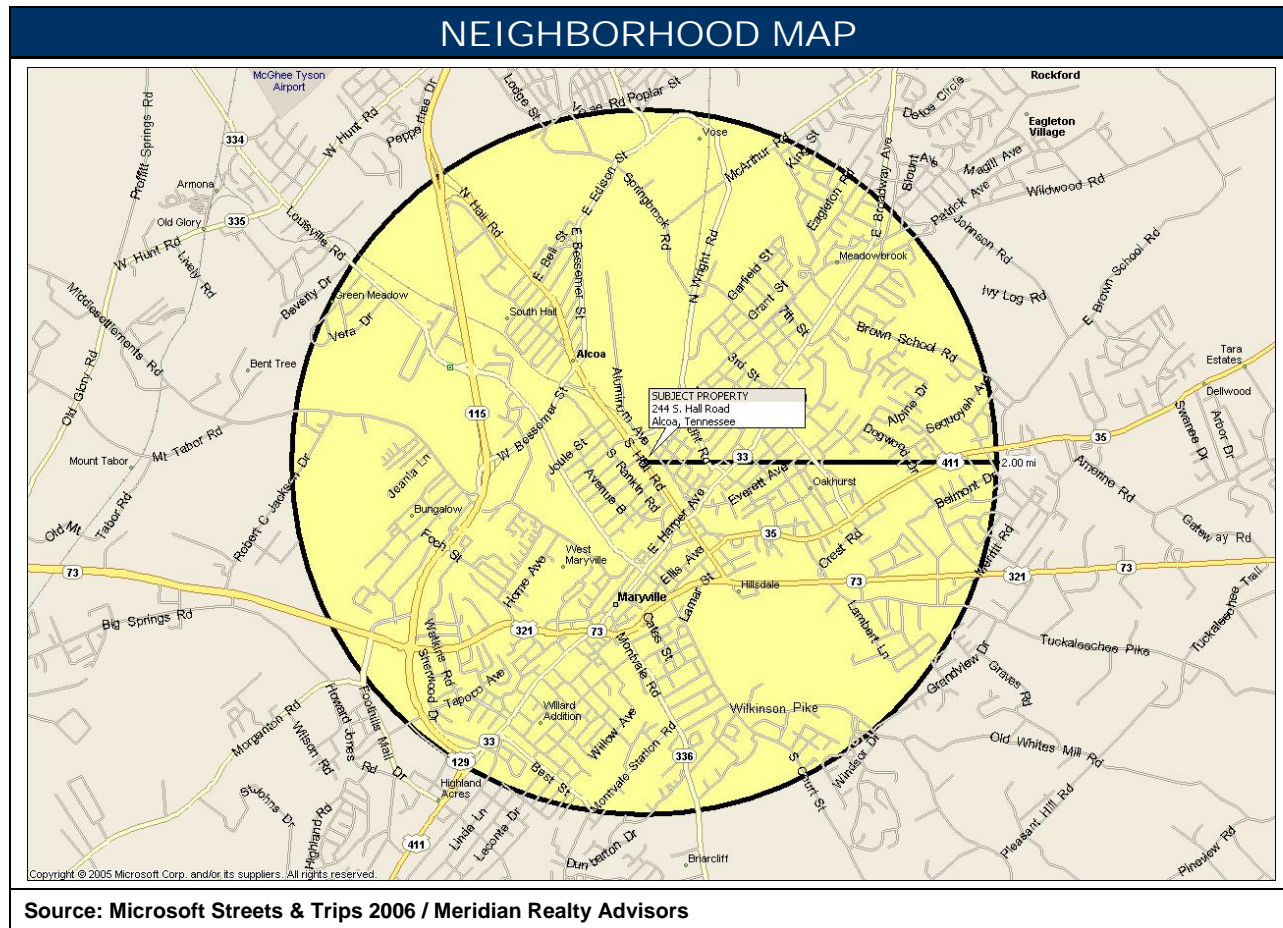 NEIGHBORHOOD MAP
McGhee Tyson
Airport
Rockford
Lodge St
Vose Rd
Poplar St
Detoe Circle
Eagleton
Village
Proffitt Springs Rd
334
W Hunt Rd
Peppertree Dr
Vose
McArthur Rd
King St
E Broadway Ave
Blount Ave
Magill Ave
Wildwood Rd
Patrick Ave
Armona
N Hall Rd
E Edison St
Springbrook Rd
Eagleton Rd
Old Glory
335
Louisville Rd
W Hunt Rd
Lively Rd
E Bell St
E Bessemer St
N Wright Rd
Meadowbrook
Johnson Rd
Ivy Log Rd
E Brown School Rd
Middlesettlements Rd
Beverly Dr
Green Meadow
Vera Dr
South Hall
Garfield St
Grant St
7th St
Brown School Rd
Bent Tree
Alcoa
Aluminum Ave
3rd St
Tara
Estates
Dellwood
Old Glory Rd
115
W Bessemer St
SUBJECT PROPERTY
244 S. Hall Road
Alcoa, Tennessee
Alpine Dr
Sequoyah Ave
Dogwood Dr
35
Swanee Dr
Arbor Dr
Mount Tabor
Mt Tabor Rd
Joule St
S Hall Rd
S Rankin Rd
33
411
2.00 mi
Amerine Rd
Tabor Rd
Robert C Jackson Dr
Jeanla Ln
Bungalow
Avenue B
Everett Ave
Oakhurst
Belmont Dr
Old Mt.
Foch St
E Harper Ave
35
Crest Rd
Merritt Rd
Gateway Rd
73
West
Maryville
Home Ave
Ellis Ave
Hillsdale
73
321
73
Big Springs Rd
Maryville
Lamar St
Lambert Ln
Tuckaleechee Trail
Watkins Rd
321
73
Cates St
Tuckaleechee Pike
Sherwood Dr
Tapoco Ave
Montvale Rd
Grandview Dr
Graves Rd
Morganton Rd
Howard Jones Rd
Wilson Rd
Foothills Mall Dr
Willard
Addition
Willow Ave
Wilkinson Pike
Old Whites Mill Rd
33
129
Best St
Montvale Station Rd
336
S Court St
Windsor Dr
St Johns Dr
Highland
Acres
Highland Rd
Linda Ln
Leconte Dr
411
Dunbarton Dr
Briarcliff
Pleasant Hill Rd
Pineview Rd
Copyright © 2005 Microsoft Corp. and/or its suppliers. All rights reserved.
Source: Microsoft Streets & Trips 2006 / Meridian Realty Advisors